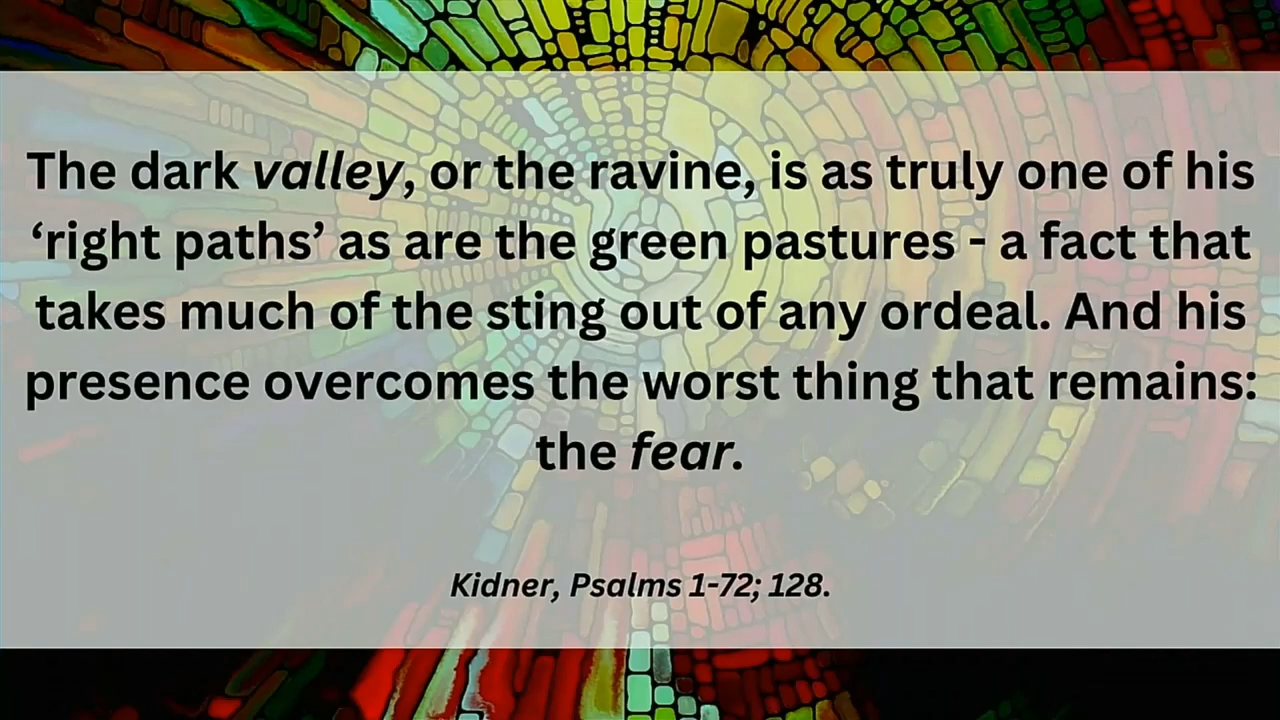 The dark valley, or the ravine, is as truly one of his
‘right paths’ as are the green pastures - a fact that
takes much of the sting out of any ordeal. And his
presence overcomes the worst thing that remains:
the fear.
Kidner, Psalms 1-72; 128.